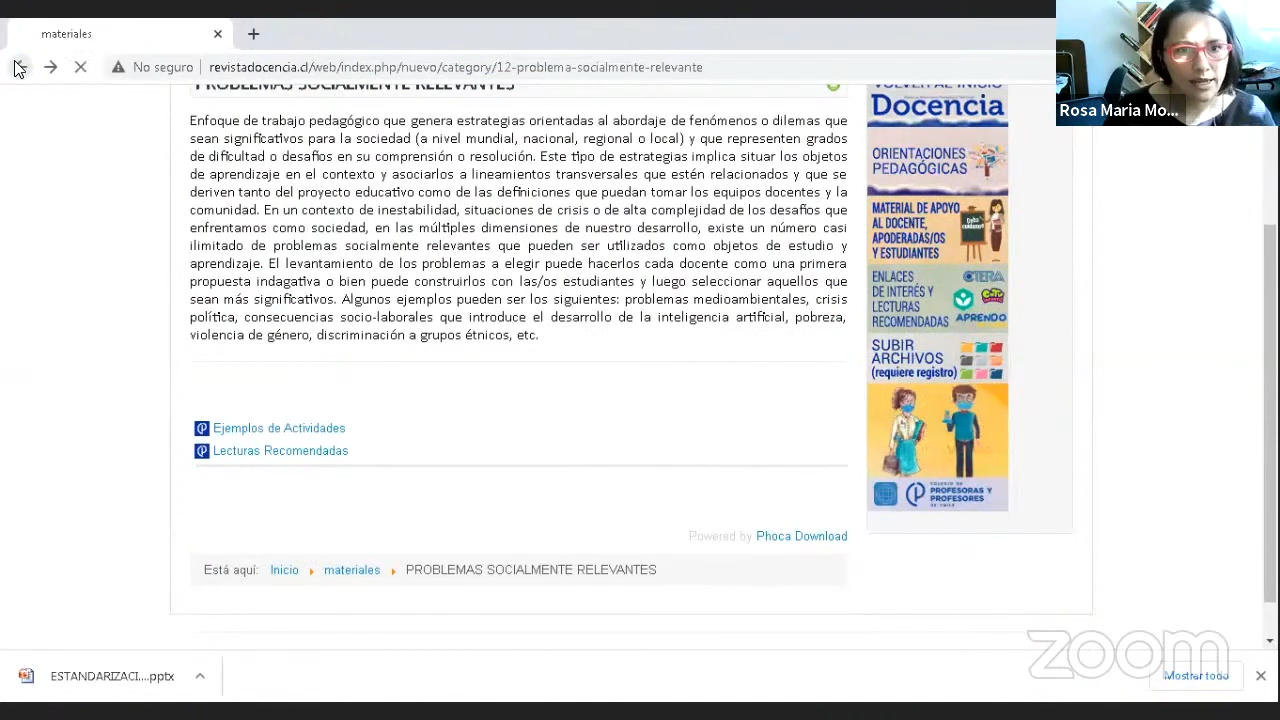 materiales
No seguro
revistadocencia.cl/web/index.php/nuevo/category/12-problema-socialmente-relevante
Rosa Maria Mo...
PROBLEMAS SOCIALMENTE RELEVANTES
Enfoque de trabajo pedagógico que genera estrategias orientadas al abordaje de fenómenos o dilemas que
sean significativos para la sociedad (a nivel mundial, nacional, regional o local) y que representen grados
de dificultad o desafíos en su comprensión o resolución. Este tipo de estrategias implica situar los objetos
de aprendizaje en el contexto y asociarlos a lineamientos transversales que estén relacionados y que se
deriven tanto del proyecto educativo como de las definiciones que puedan tomar los equipos docentes y la
comunidad. En un contexto de inestabilidad, situaciones de crisis o de alta complejidad de los desafíos que
enfrentamos como sociedad, en las múltiples dimensiones de nuestro desarrollo, existe un número casi
ilimitado de problemas socialmente relevantes que pueden ser utilizados como objetos de estudio y
aprendizaje. El levantamiento de los problemas a elegir puede hacerlos cada docente como una primera
propuesta indagativa o bien puede construirlos con las/os estudiantes y luego seleccionar aquellos que
sean más significativos. Algunos ejemplos pueden ser los siguientes: problemas medioambientales, crisis
política, consecuencias socio-laborales que introduce el desarrollo de la inteligencia artificial, pobreza,
violencia de género, discriminación a grupos étnicos, etc.
Ejemplos de Actividades
Lecturas Recomendadas
Powered by Phoca Download
Está aquí: Inicio materiales PROBLEMAS SOCIALMENTE RELEVANTES
VOLVER AL INICIO
Docencia
ORIENTACIONES
PEDAGÓGICAS
MATERIAL DE APOYO
AL DOCENTE,
APODERADAS/OS
Y ESTUDIANTES
ENLACES
DE INTERÉS Y
LECTURAS
RECOMENDADAS
CTERA
APRENDO
SUBIR
ARCHIVOS
(requiere registro)
COLEGIO DE
PROFESORAS Y
PROFESORES
DE CHILE
zoom
ESTANDARIZACI....pptx
Mostrar todo